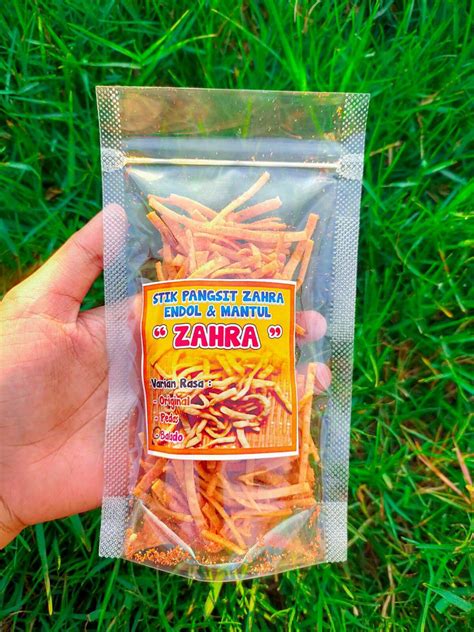 STIK PANGSIT ZAHRA
ENDOL & MANTUL
“ ZAHRA ”
Varian Rasa :
- Original
- Pedas
Balado